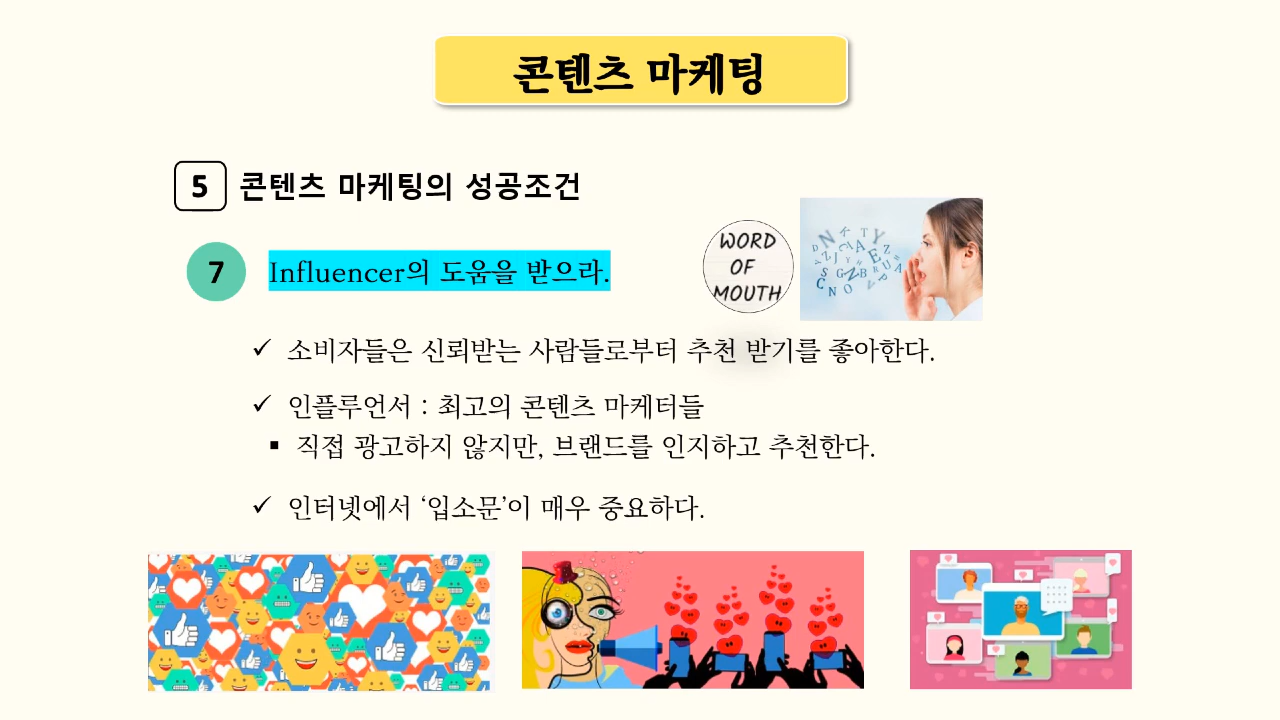 콘텐츠 마케팅
5 콘텐츠 마케팅의 성공조건
7 Influencer의 도움을 받으라.
WORD
OF
MOUTH
✓ 소비자들은 신뢰받는 사람들로부터 추천 받기를 좋아한다.
✓ 인플루언서 : 최고의 콘텐츠 마케터들
▪ 직접 광고하지 않지만, 브랜드를 인지하고 추천한다.
✓ 인터넷에서 ‘입소문’이 매우 중요하다.